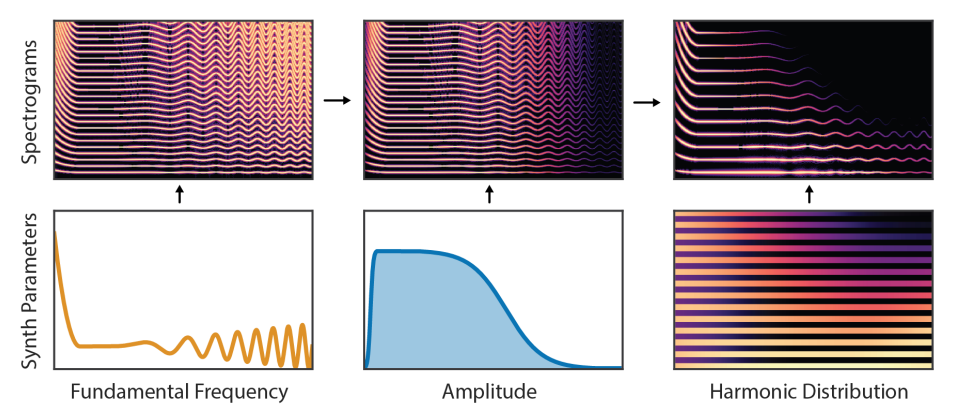 Spectrograms
Synth Parameters
Fundamental Frequency
Amplitude
Harmonic Distribution